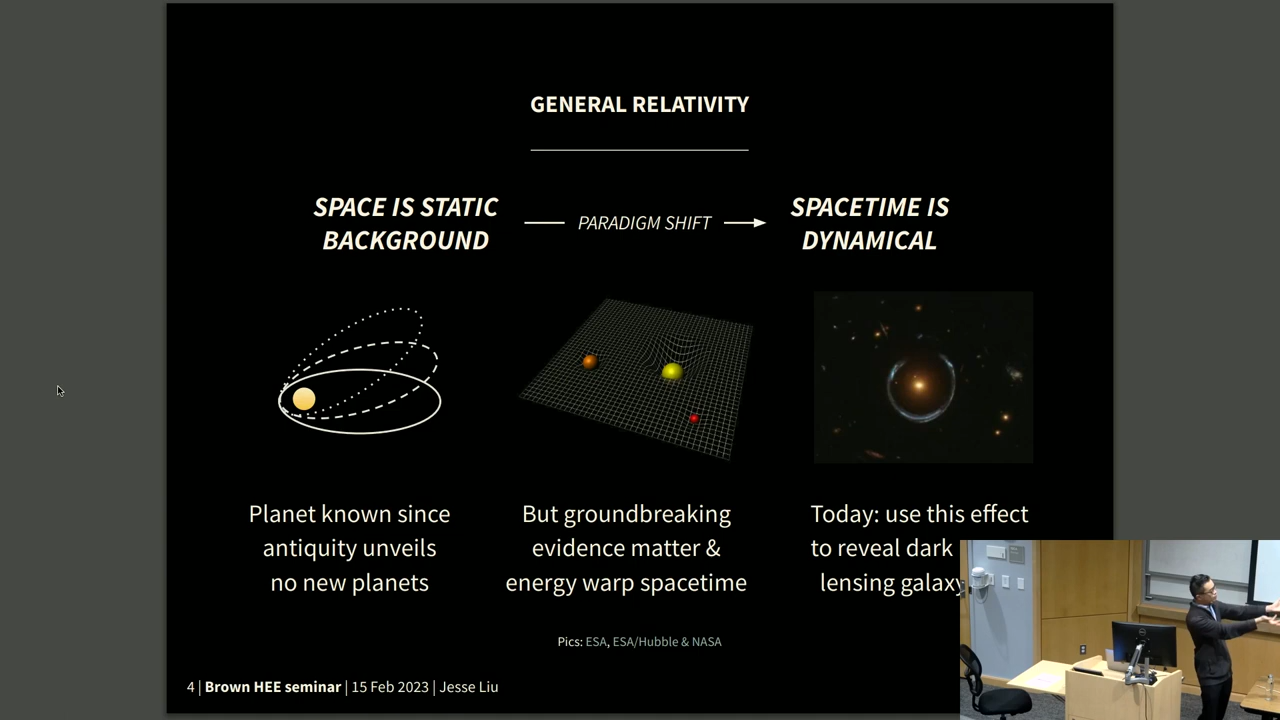 GENERAL RELATIVITY
SPACE IS STATIC
BACKGROUND
PARADIGM SHIFT
SPACETIME IS
DYNAMICAL
Planet known since
antiquity unveils
no new planets
But groundbreaking
evidence matter &
energy warp spacetime
Today: use this effect
to reveal dark
lensing galaxy
Pics: ESA, ESA/Hubble & NASA
4 | Brown HEE seminar | 15 Feb 2023 | Jesse Liu